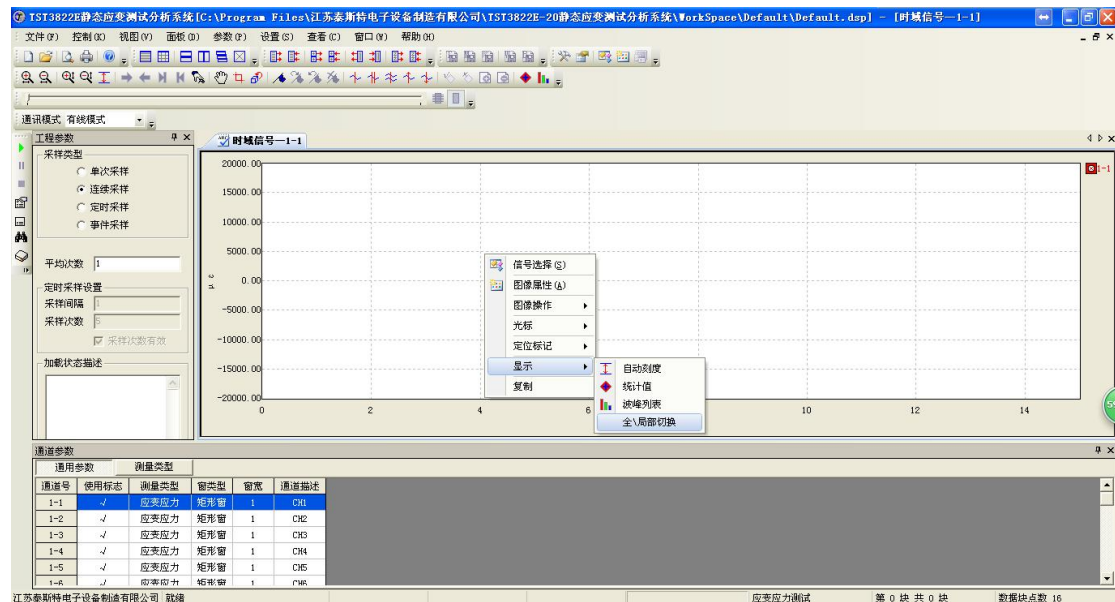 TST3822E静态应变测试分析系统[C:\Program Files\江苏泰斯特电子设备制造有限公司\TST3822E-20静态应变测试分析系统\WorkSpace\Default\Default.dsp] - [时域信号—1-1]
文件(F) 控制(K) 视图(V) 面板(D) 参数(P) 设置(S) 查看(C) 窗口(W) 帮助(H)
通讯模式 有线模式
工程参数
时域信号—1-1
采样类型
单次采样
连续采样
定时采样
事件采样
平均次数 1
定时采样设置
采样间隔 1
采样次数 5
采样次数有效
加载状态描述
20000.00
15000.00
10000.00
5000.00
0.00
-5000.00
-10000.00
-15000.00
-20000.00
με
0 2 4 6 10 12 14
1-1
信号选择(S)
图像属性(A)
图像操作
光标
定位标记
显示
复制
自动刻度
统计值
波峰列表
全\局部切换
通道参数
通用参数 测量类型
通道号 使用标志 测量类型 窗类型 窗宽 通道描述
1-1 √ 应变应力 矩形窗 1 CH1
1-2 √ 应变应力 矩形窗 1 CH2
1-3 √ 应变应力 矩形窗 1 CH3
1-4 √ 应变应力 矩形窗 1 CH4
1-5 √ 应变应力 矩形窗 1 CH5
1-6 √ 应变应力 矩形窗 1 CH6
江苏泰斯特电子设备制造有限公司 就绪 应变应力测试 第 0 块 共 0 块 数据块点数 16